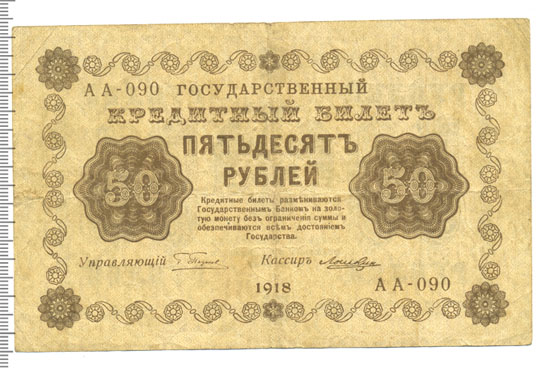 АА-090 ГОСУДАРСТВЕННЫЙ
КРЕДИТНЫЙ БИЛЕТЪ
ПЯТЬДЕСЯТЪ
РУБЛЕЙ
50 50
Кредитные билеты размѣниваются
Государственнымъ Банкомъ на золо-
тую монету безъ ограниченія суммы и
обезпечиваются всѣмъ достояніемъ
Государства.
Управляющій
Кассиръ
1918 АА-090